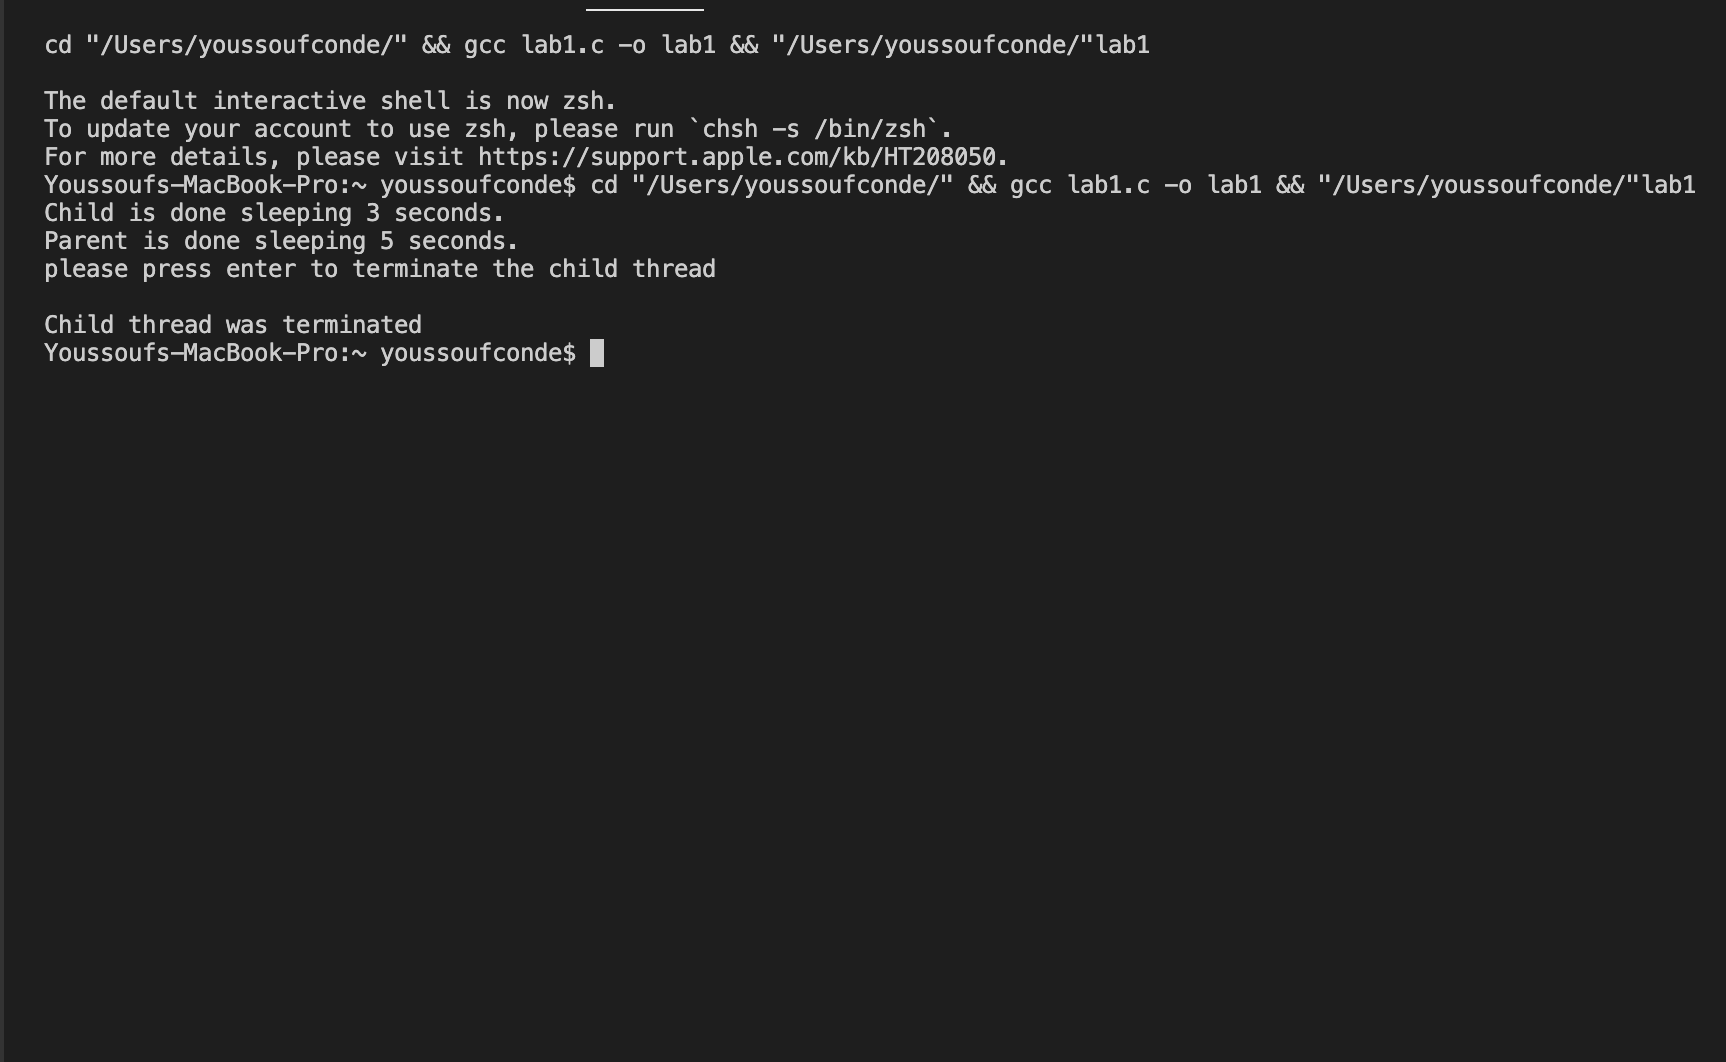 cd "/Users/youssoufconde/" && gcc lab1.c -o lab1 && "/Users/youssoufconde/"lab1
The default interactive shell is now zsh.
To update your account to use zsh, please run `chsh -s /bin/zsh`.
For more details, please visit https://support.apple.com/kb/HT208050.
Youssoufs-MacBook-Pro:~ youssoufconde$ cd "/Users/youssoufconde/" && gcc lab1.c -o lab1 && "/Users/youssoufconde/"lab1
Child is done sleeping 3 seconds.
Parent is done sleeping 5 seconds.
please press enter to terminate the child thread
Child thread was terminated
Youssoufs-MacBook-Pro:~ youssoufconde$